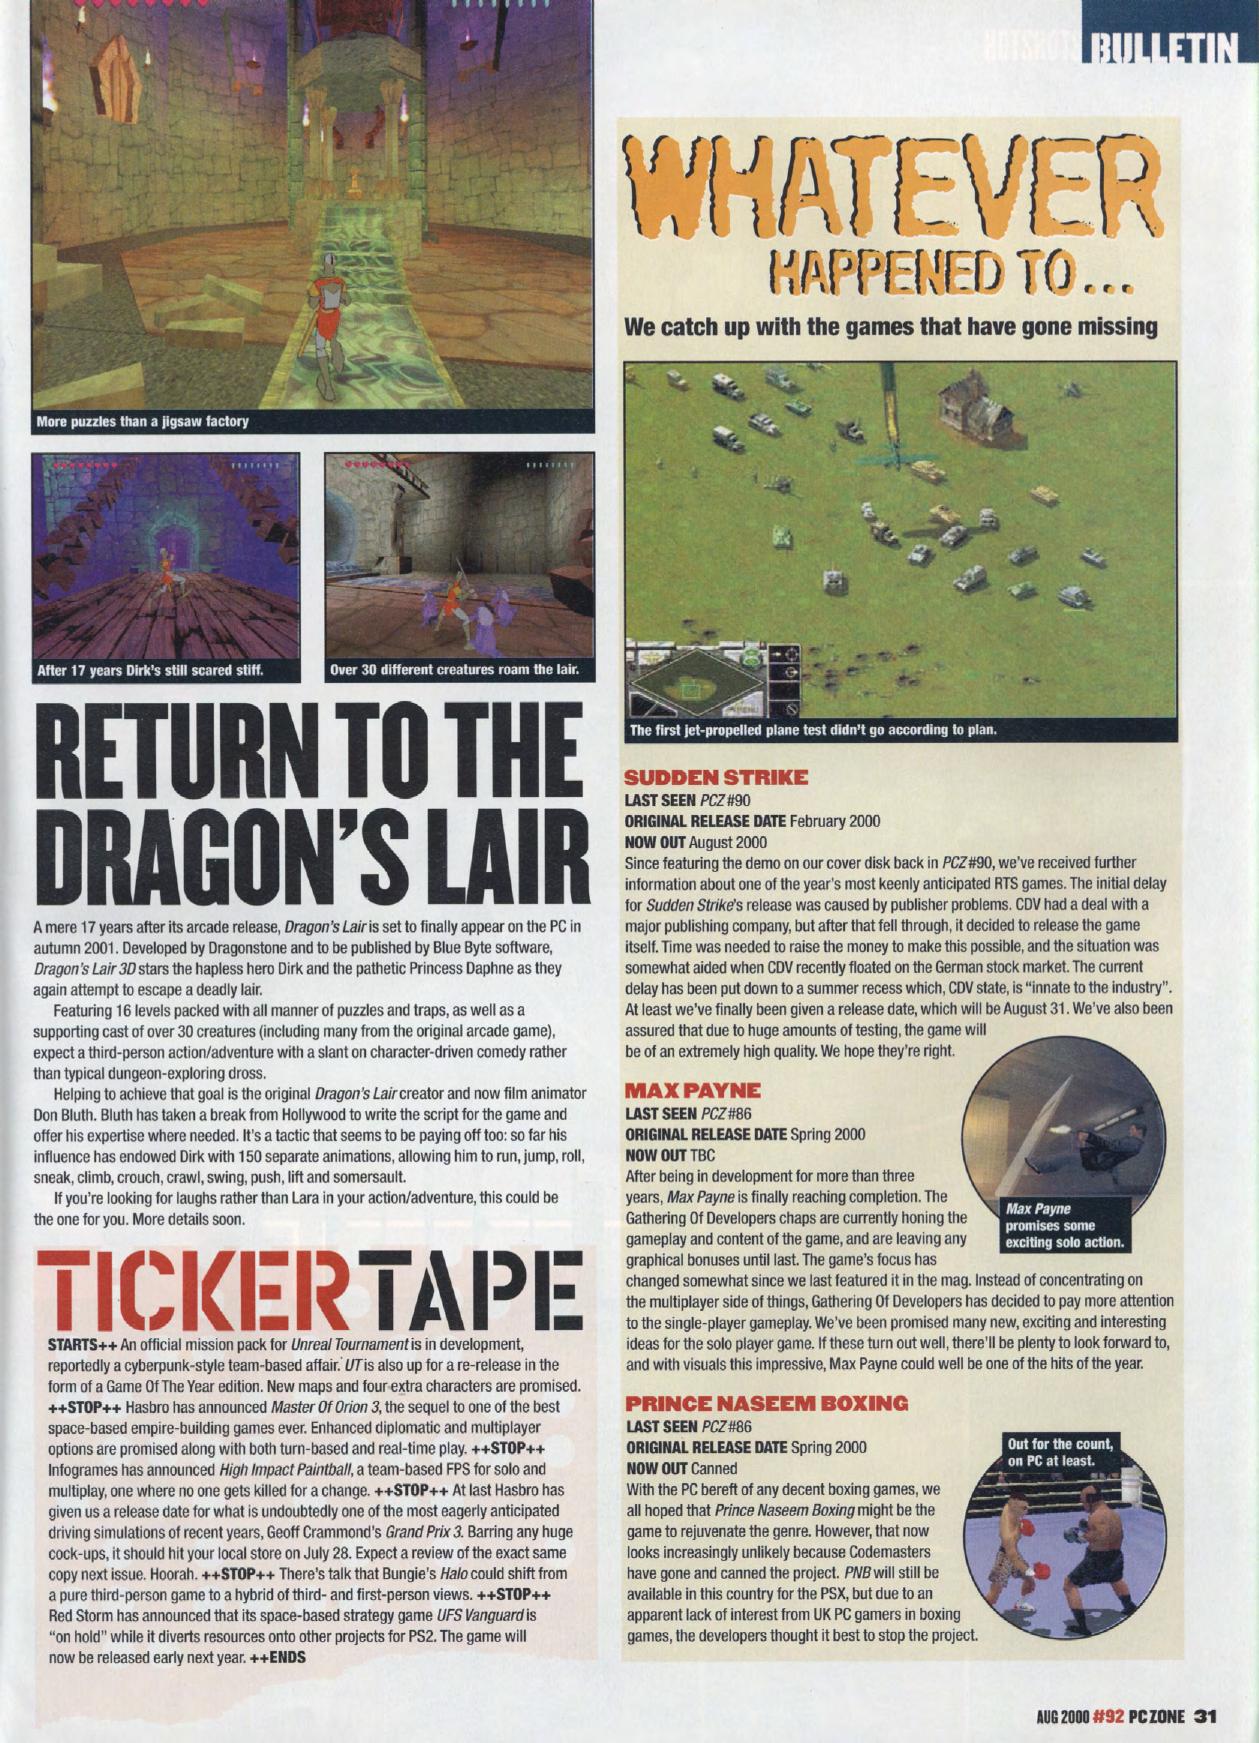 HOTSHOTS BULLETIN
More puzzles than a jigsaw factory
After 17 years Dirk's still scared stiff.
Over 30 different creatures roam the lair.
RETURN TO THE
DRAGON'S LAIR
A mere 17 years after its arcade release, Dragon's Lair is set to finally appear on the PC in
autumn 2001. Developed by Dragonstone and to be published by Blue Byte software,
Dragon's Lair 3D stars the hapless hero Dirk and the pathetic Princess Daphne as they
again attempt to escape a deadly lair.
Featuring 16 levels packed with all manner of puzzles and traps, as well as a
supporting cast of over 30 creatures (including many from the original arcade game),
expect a third-person action/adventure with a slant on character-driven comedy rather
than typical dungeon-exploring dross.
Helping to achieve that goal is the original Dragon's Lair creator and now film animator
Don Bluth. Bluth has taken a break from Hollywood to write the script for the game and
offer his expertise where needed. It's a tactic that seems to be paying off too: so far his
influence has endowed Dirk with 150 separate animations, allowing him to run, jump, roll,
sneak, climb, crouch, crawl, swing, push, lift and somersault.
If you're looking for laughs rather than Lara in your action/adventure, this could be
the one for you. More details soon.
TICKERTAPE
STARTS++ An official mission pack for Unreal Tournament is in development,
reportedly a cyberpunk-style team-based affair. UT is also up for a re-release in the
form of a Game Of The Year edition. New maps and four extra characters are promised.
++STOP++ Hasbro has announced Master Of Orion 3, the sequel to one of the best
space-based empire-building games ever. Enhanced diplomatic and multiplayer
options are promised along with both turn-based and real-time play. ++STOP++
Infogrames has announced High Impact Paintball, a team-based FPS for solo and
multiplay, one where no one gets killed for a change. ++STOP++ At last Hasbro has
given us a release date for what is undoubtedly one of the most eagerly anticipated
driving simulations of recent years, Geoff Crammond's Grand Prix 3. Barring any huge
cock-ups, it should hit your local store on July 28. Expect a review of the exact same
copy next issue. Hoorah. ++STOP++ There's talk that Bungie's Halo could shift from
a pure third-person game to a hybrid of third- and first-person views. ++STOP++
Red Storm has announced that its space-based strategy game UFS Vanguard is
"on hold" while it diverts resources onto other projects for PS2. The game will
now be released early next year. ++ENDS
WHATEVER
HAPPENED TO...
We catch up with the games that have gone missing
MENU
The first jet-propelled plane test didn't go according to plan.
SUDDEN STRIKE
LAST SEEN PCZ #90
ORIGINAL RELEASE DATE February 2000
NOW OUT August 2000
Since featuring the demo on our cover disk back in PCZ #90, we've received further
information about one of the year's most keenly anticipated RTS games. The initial delay
for Sudden Strike's release was caused by publisher problems. CDV had a deal with a
major publishing company, but after that fell through, it decided to release the game
itself. Time was needed to raise the money to make this possible, and the situation was
somewhat aided when CDV recently floated on the German stock market. The current
delay has been put down to a summer recess which, CDV state, is "innate to the industry".
At least we've finally been given a release date, which will be August 31. We've also been
assured that due to huge amounts of testing, the game will
be of an extremely high quality. We hope they're right.
MAX PAYNE
LAST SEEN PCZ #86
ORIGINAL RELEASE DATE Spring 2000
NOW OUT TBC
After being in development for more than three
years, Max Payne is finally reaching completion. The
Gathering Of Developers chaps are currently honing the
gameplay and content of the game, and are leaving any
graphical bonuses until last. The game's focus has
changed somewhat since we last featured it in the mag. Instead of concentrating on
the multiplayer side of things, Gathering Of Developers has decided to pay more attention
to the single-player gameplay. We've been promised many new, exciting and interesting
ideas for the solo player game. If these turn out well, there'll be plenty to look forward to,
and with visuals this impressive, Max Payne could well be one of the hits of the year.
Max Payne
promises some
exciting solo action.
PRINCE NASEEM BOXING
LAST SEEN PCZ #86
ORIGINAL RELEASE DATE Spring 2000
NOW OUT Canned
With the PC bereft of any decent boxing games, we
all hoped that Prince Naseem Boxing might be the
game to rejuvenate the genre. However, that now
looks increasingly unlikely because Codemasters
have gone and canned the project. PNB will still be
available in this country for the PSX, but due to an
apparent lack of interest from UK PC gamers in boxing
games, the developers thought it best to stop the project.
Out for the count,
on PC at least.
AUG 2000 #92 PC ZONE 31